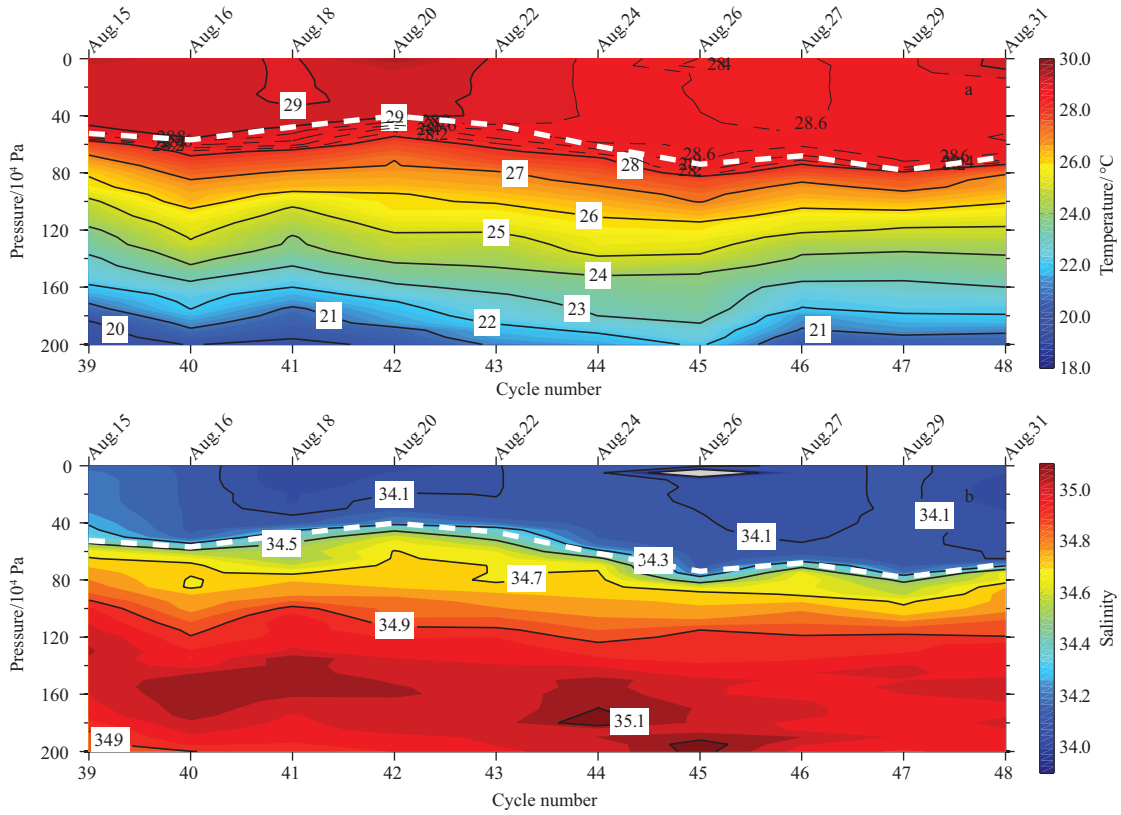 Aug.15 Aug.16 Aug.18 Aug.20 Aug.22 Aug.24 Aug.26 Aug.27 Aug.29 Aug.31
0 28.4 30.0
a
29 28.0
40 29 28.6
28.2 28.6
28 28.6
80 27 26.0
26
120 25 24.0
24
160 23 22.0
20 21 22 21 20.0
200
39 40 41 42 43 44 45 46 47 48 18.0
Pressure/10⁴ Pa
Temperature/ °C
Cycle number
Aug.15 Aug.16 Aug.18 Aug.20 Aug.22 Aug.24 Aug.26 Aug.27 Aug.29 Aug.31
0 35.0
34.1 b
40 34.1 34.1
34.5 34.3 34.8
80 34.7
34.6
120 34.9
34.4
160 34.2
35.1
349 34.0
200
39 40 41 42 43 44 45 46 47 48
Pressure/10⁴ Pa
Salinity
Cycle number